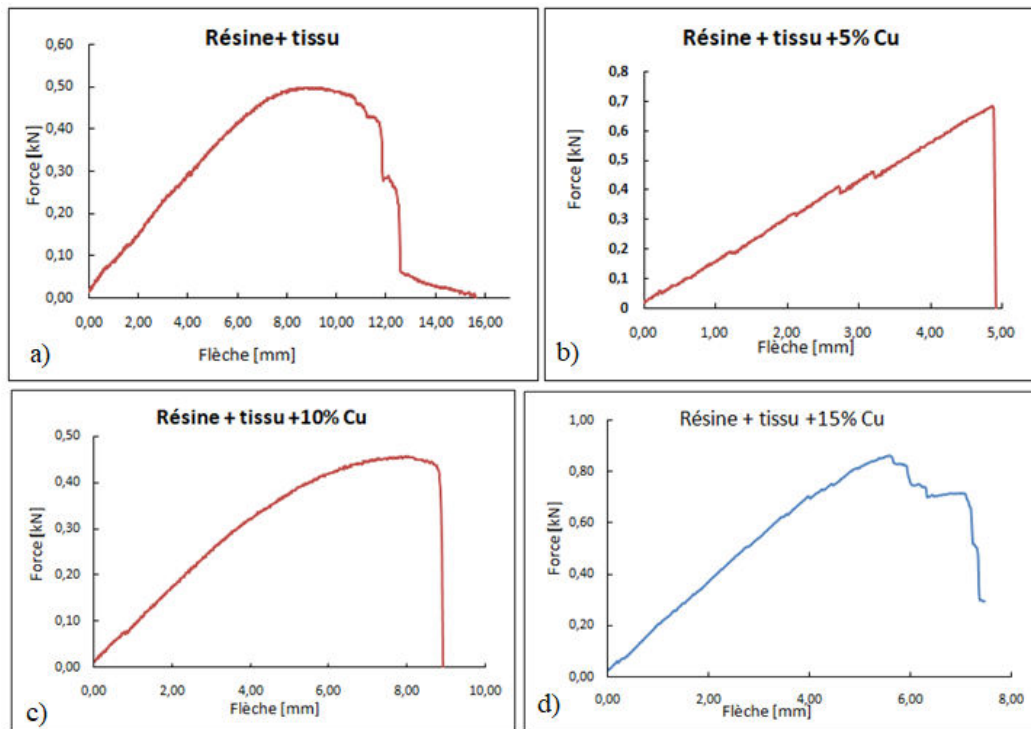 Résine+ tissu
0,60
0,50
0,40
0,30
0,20
0,10
0,00
Force [kN]
0,00 2,00 4,00 6,00 8,00 10,00 12,00 14,00 16,00
Flèche [mm]
a)
Résine + tissu +5% Cu
0,8
0,7
0,6
0,5
0,4
0,3
0,2
0,1
0
Force [kN]
0,00 1,00 2,00 3,00 4,00 5,00
Flèche [mm]
b)
Résine + tissu +10% Cu
0,50
0,40
0,30
0,20
0,10
0,00
Force [kN]
0,00 2,00 4,00 6,00 8,00 10,00
Flèche [mm]
c)
Résine + tissu +15% Cu
1,00
0,80
0,60
0,40
0,20
0,00
Force [kN]
0,00 2,00 4,00 6,00 8,00
Flèche [mm]
d)